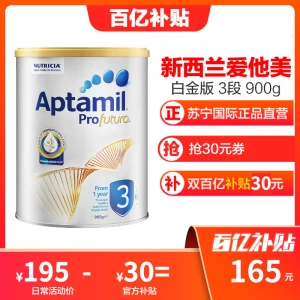 百亿补贴
NUTRICIA
Aptamil
Profutura
From
1 year
3
900g
新西兰爱他美
白金版 3段 900g
正 苏宁国际正品直营
抢 抢30元券
补 双百亿补贴30元
百亿补贴
¥195 - ¥30= 165元
日常活动价 官方补贴